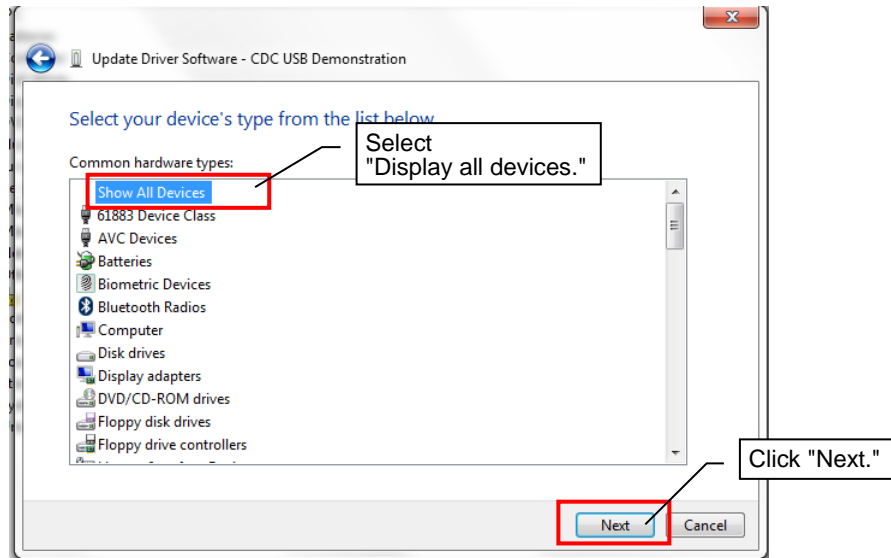 Update Driver Software - CDC USB Demonstration
Select your device's type from the list below.
Select
"Display all devices."
Common hardware types:
Show All Devices
61883 Device Class
AVC Devices
Batteries
Biometric Devices
Bluetooth Radios
Computer
Disk drives
Display adapters
DVD/CD-ROM drives
Floppy disk drives
Floppy drive controllers
Click "Next."
Next
Cancel